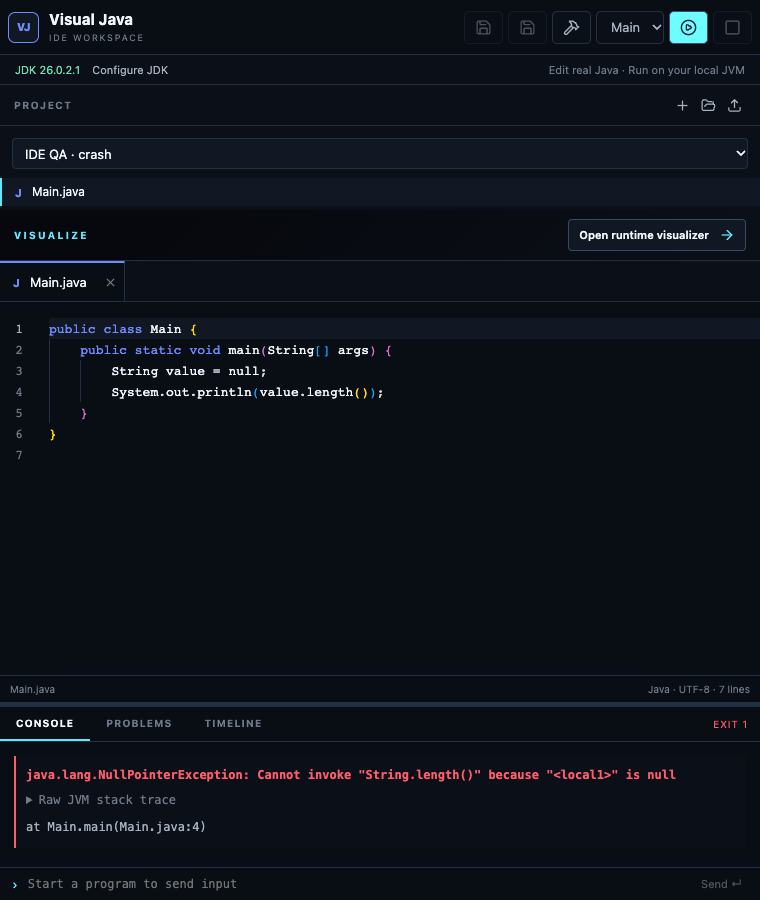 VJ Visual Java
IDE WORKSPACE
Main
JDK 26.0.2.1 Configure JDK Edit real Java · Run on your local JVM
PROJECT
IDE QA · crash
J Main.java
VISUALIZE Open runtime visualizer →
J Main.java ×
1 public class Main {
2 public static void main(String[] args) {
3 String value = null;
4 System.out.println(value.length());
5 }
6 }
7
Main.java Java · UTF-8 · 7 lines
CONSOLE PROBLEMS TIMELINE EXIT 1
java.lang.NullPointerException: Cannot invoke "String.length()" because "<local1>" is null
▶ Raw JVM stack trace
at Main.main(Main.java:4)
› Start a program to send input Send ↵